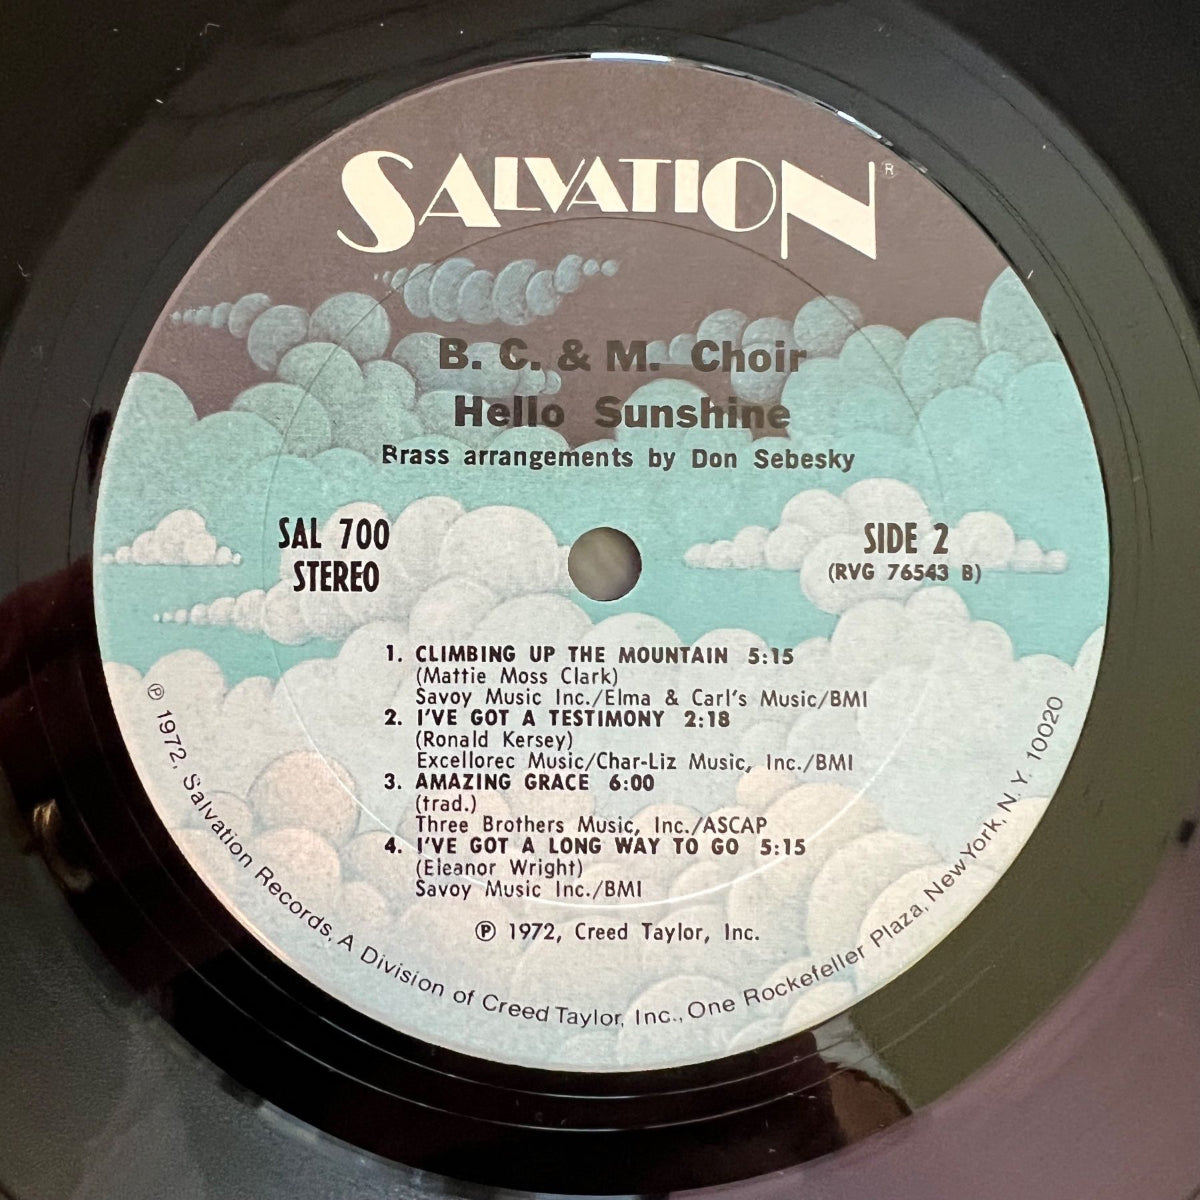 SALVATION®
B. C. & M. Choir
Hello Sunshine
Brass arrangements by Don Sebesky
SAL 700
STEREO
SIDE 2
(RVG 76543 B)
1. CLIMBING UP THE MOUNTAIN 5:15
(Mattie Moss Clark)
Savoy Music Inc./Elma & Carl's Music/BMI
2. I'VE GOT A TESTIMONY 2:18
(Ronald Kersey)
Excellorec Music/Char-Liz Music, Inc./BMI
3. AMAZING GRACE 6:00
(trad.)
Three Brothers Music, Inc./ASCAP
4. I'VE GOT A LONG WAY TO GO 5:15
(Eleanor Wright)
Savoy Music Inc./BMI
℗ 1972, Creed Taylor, Inc.
℗ 1972, Salvation Records, A Division of Creed Taylor, Inc., One Rockefeller Plaza, New York, N. Y. 10020